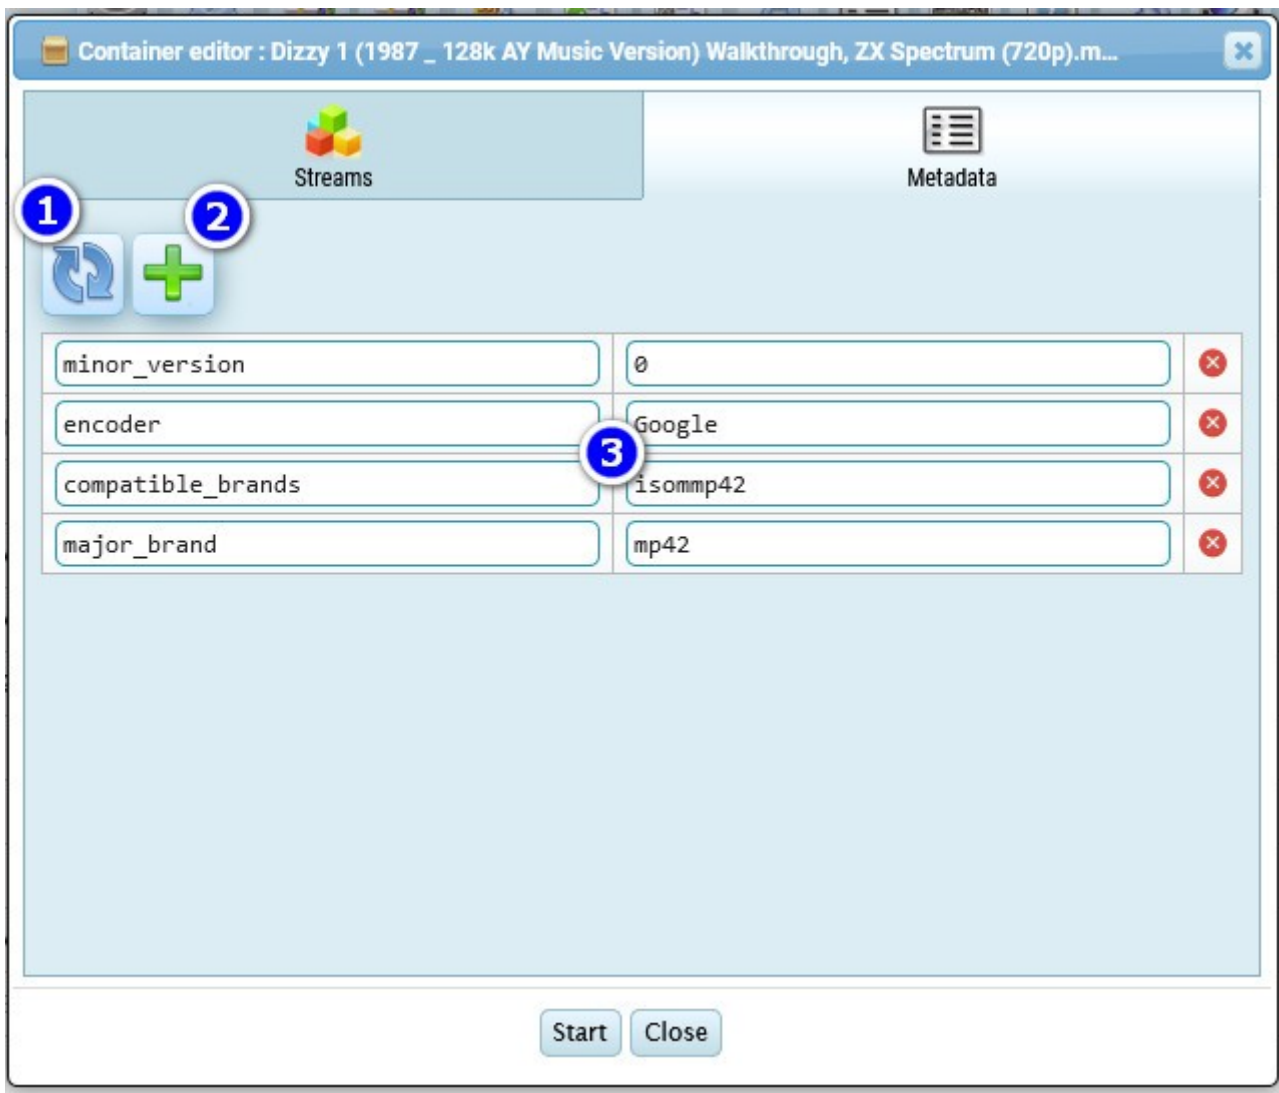 Container editor : Dizzy 1 (1987 _ 128k AY Music Version) Walkthrough, ZX Spectrum (720p).m...
Streams
Metadata
1
2
minor_version 0
encoder Google
3
compatible_brands isommp42
major_brand mp42
Start Close